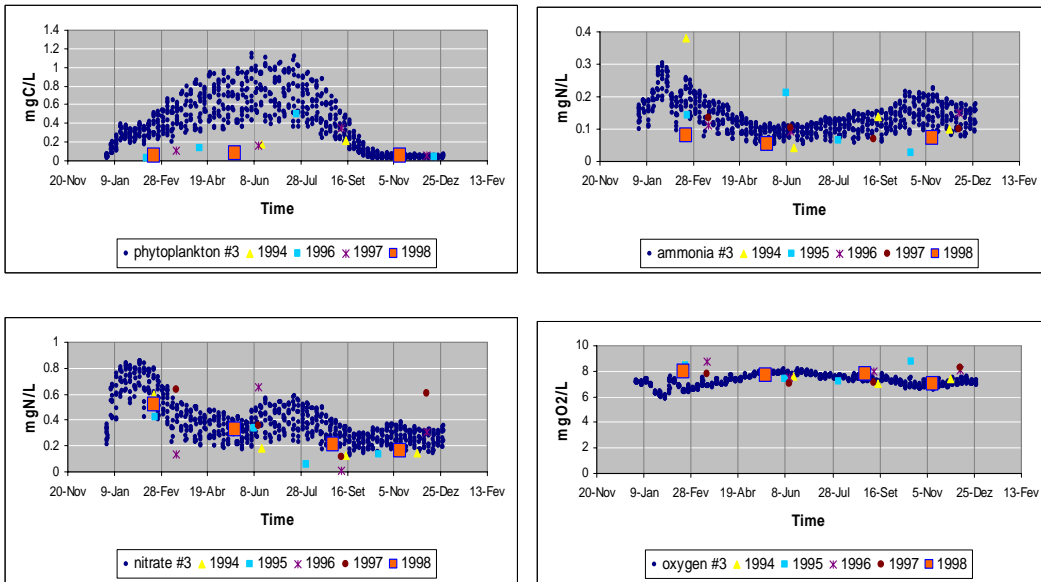 mgC/L
1.4
1.2
1
0.8
0.6
0.4
0.2
0
20-Nov 9-Jan 28-Fev 19-Abr 8-Jun 28-Jul 16-Set 5-Nov 25-Dez 13-Fev
Time
phytoplankton #3 1994 1996 1997 1998
mgN/L
0.4
0.3
0.2
0.1
0
20-Nov 9-Jan 28-Fev 19-Abr 8-Jun 28-Jul 16-Set 5-Nov 25-Dez 13-Fev
Time
ammonia #3 1994 1995 1996 1997 1998
mgN/L
1
0.8
0.6
0.4
0.2
0
20-Nov 9-Jan 28-Fev 19-Abr 8-Jun 28-Jul 16-Set 5-Nov 25-Dez 13-Fev
Time
nitrate #3 1994 1995 1996 1997 1998
mgO2/L
10
8
6
4
2
0
20-Nov 9-Jan 28-Fev 19-Abr 8-Jun 28-Jul 16-Set 5-Nov 25-Dez 13-Fev
Time
oxygen #3 1994 1995 1996 1997 1998